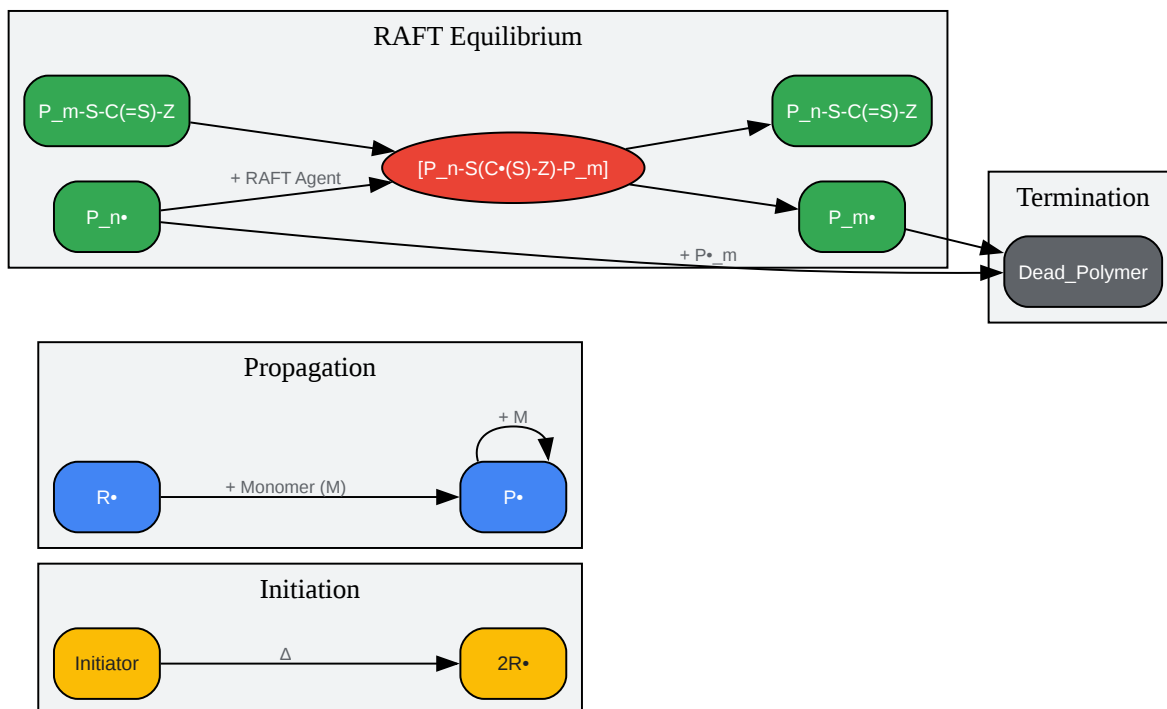 RAFT Equilibrium
P_m-S-C(=S)-Z
P_n-S-C(=S)-Z
[P_n-S(C•(S)-Z)-P_m]
+ RAFT Agent
P_n•
P_m•
+ P•_m
Termination
Dead_Polymer
Propagation
+ M
R•
+ Monomer (M)
P•
Initiation
Initiator
Δ
2R•